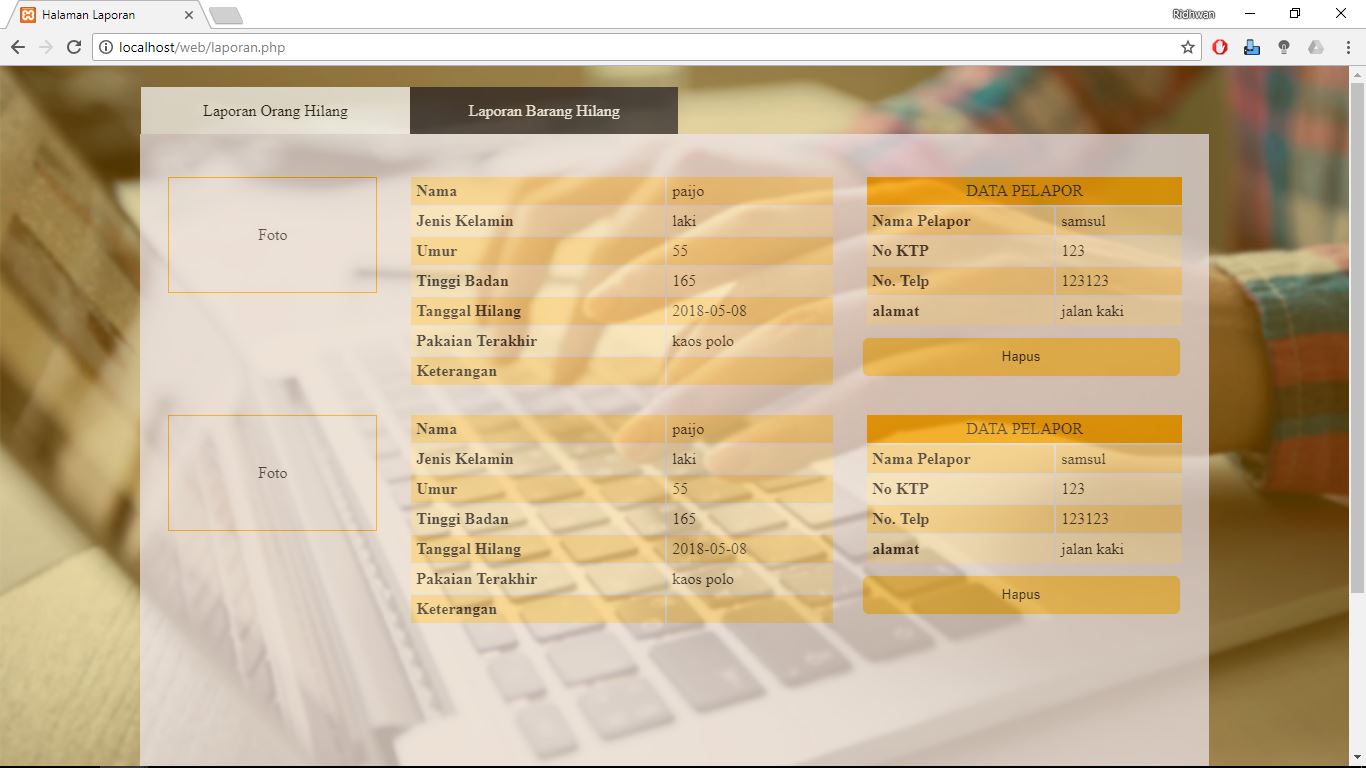 Halaman Laporan
Ridhwan
localhost/web/laporan.php
Laporan Orang Hilang
Laporan Barang Hilang
Foto
Nama paijo
Jenis Kelamin laki
Umur 55
Tinggi Badan 165
Tanggal Hilang 2018-05-08
Pakaian Terakhir kaos polo
Keterangan
DATA PELAPOR
Nama Pelapor samsul
No KTP 123
No. Telp 123123
alamat jalan kaki
Hapus
Foto
Nama paijo
Jenis Kelamin laki
Umur 55
Tinggi Badan 165
Tanggal Hilang 2018-05-08
Pakaian Terakhir kaos polo
Keterangan
DATA PELAPOR
Nama Pelapor samsul
No KTP 123
No. Telp 123123
alamat jalan kaki
Hapus